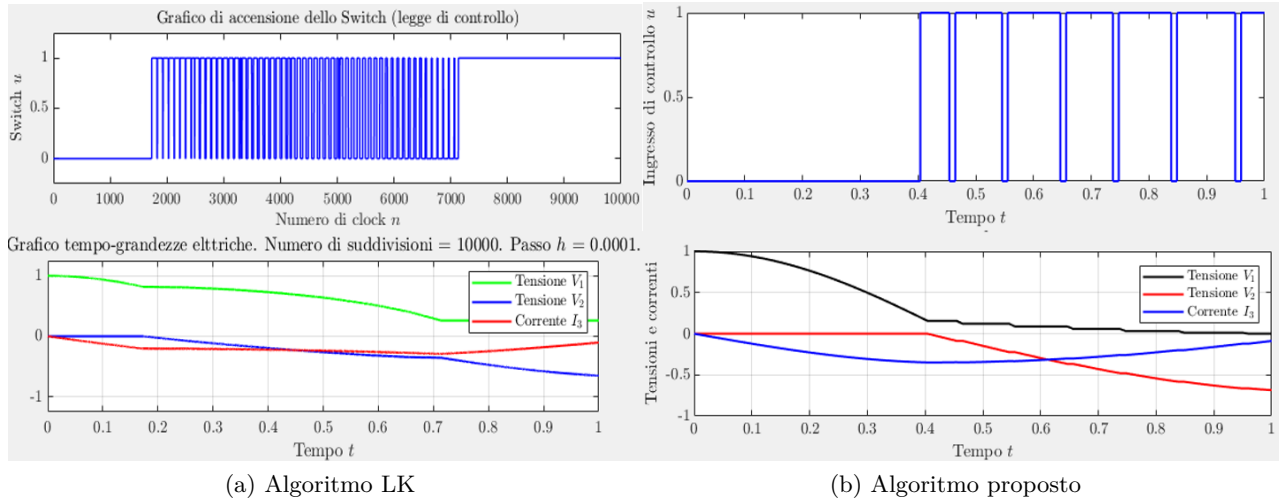 Grafico di accensione dello Switch (legge di controllo)
Switch u
1
0.5
0
0 1000 2000 3000 4000 5000 6000 7000 8000 9000 10000
Numero di clock n
Ingresso di controllo u
1
0.5
0
0 0.1 0.2 0.3 0.4 0.5 0.6 0.7 0.8 0.9 1
Tempo t
Grafico tempo-grandezze elttriche. Numero di suddivisioni = 10000. Passo h = 0.0001.
1
0
-1
Tensione V₁
Tensione V₂
Corrente I₃
0 0.1 0.2 0.3 0.4 0.5 0.6 0.7 0.8 0.9 1
Tempo t
Tensioni e correnti
1
0.5
0
-0.5
-1
Tensione V₁
Tensione V₂
Corrente I₃
0 0.1 0.2 0.3 0.4 0.5 0.6 0.7 0.8 0.9 1
Tempo t
(a) Algoritmo LK
(b) Algoritmo proposto